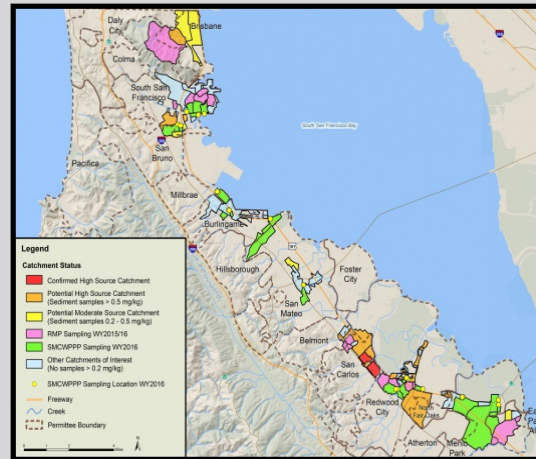 Daly
City
Brisbane
Colma
South San
Francisco
South San Francisco Bay
San
Bruno
Pacifica
Millbrae
Burlingame
Hillsborough
Foster
City
San
Mateo
Belmont
San
Carlos
Redwood
City
North
Fair Oaks
Atherton
Menlo
Park
Legend
Catchment Status
Confirmed High Source Catchment
Potential High Source Catchment
(Sediment samples > 0.5 mg/kg)
Potential Moderate Source Catchment
(Sediment samples 0.2 - 0.5 mg/kg)
RMP Sampling WY2015/16
SMCWPPP Sampling WY2016
Other Catchments of Interest
(No samples > 0.2 mg/kg)
SMCWPPP Sampling Location WY2016
Freeway
Creek
Permittee Boundary